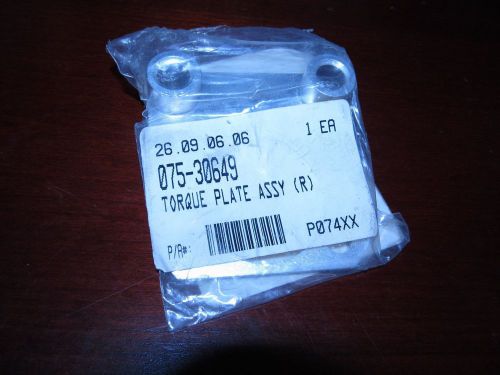 26.09.06.06 1 EA
075-30649
TORQUE PLATE ASSY (R)
P/R#: P074XX